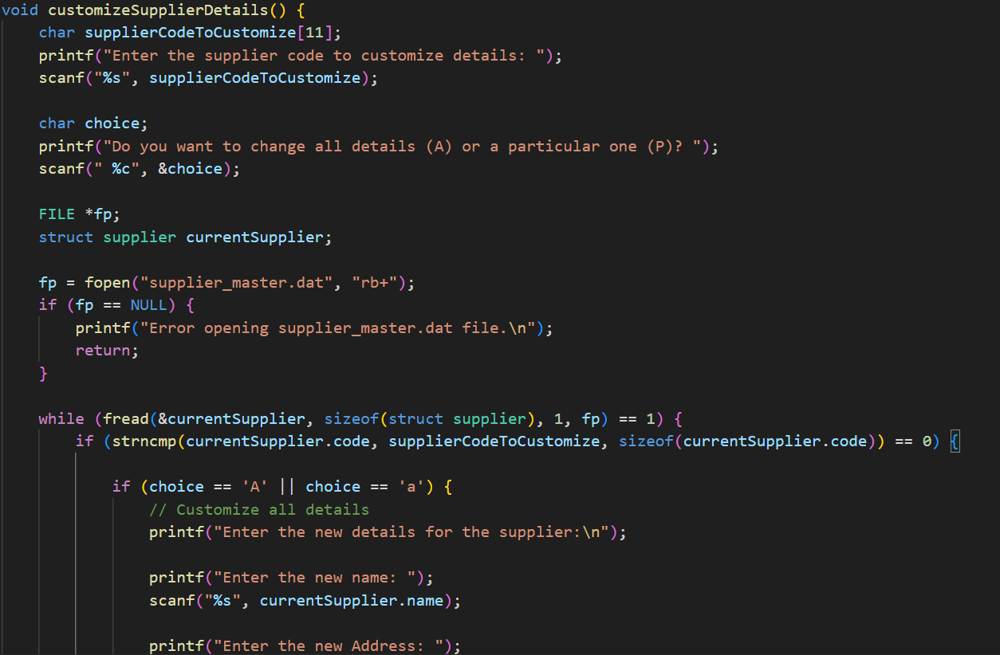 void customizeSupplierDetails() {
    char supplierCodeToCustomize[11];
    printf("Enter the supplier code to customize details: ");
    scanf("%s", supplierCodeToCustomize);

    char choice;
    printf("Do you want to change all details (A) or a particular one (P)? ");
    scanf(" %c", &choice);

    FILE *fp;
    struct supplier currentSupplier;

    fp = fopen("supplier_master.dat", "rb+");
    if (fp == NULL) {
        printf("Error opening supplier_master.dat file.\n");
        return;
    }

    while (fread(&currentSupplier, sizeof(struct supplier), 1, fp) == 1) {
        if (strncmp(currentSupplier.code, supplierCodeToCustomize, sizeof(currentSupplier.code)) == 0) {

            if (choice == 'A' || choice == 'a') {
                // Customize all details
                printf("Enter the new details for the supplier:\n");

                printf("Enter the new name: ");
                scanf("%s", currentSupplier.name);

                printf("Enter the new Address: ");